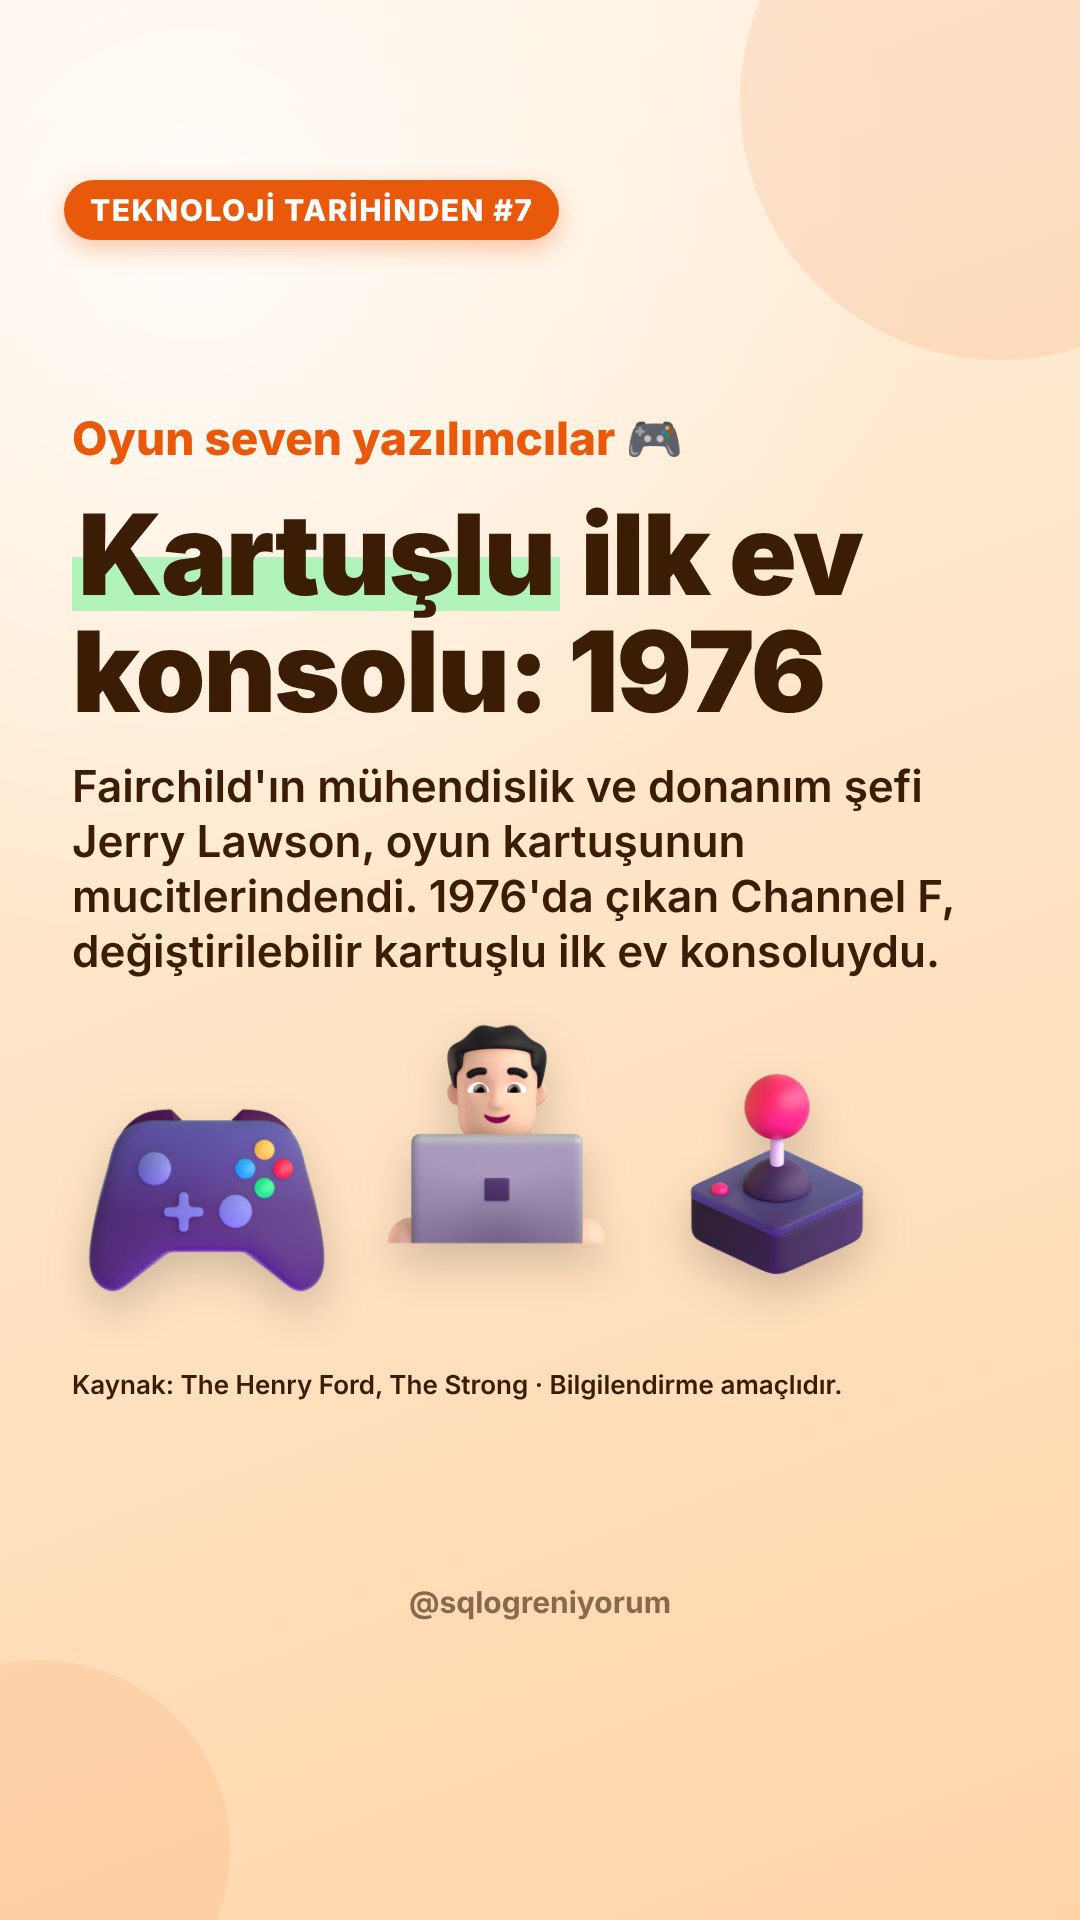 TEKNOLOJİ TARİHİNDEN #7
Oyun seven yazılımcılar 🎮
Kartuşlu ilk ev
konsolu: 1976
Fairchild'ın mühendislik ve donanım şefi
Jerry Lawson, oyun kartuşunun
mucitlerindendi. 1976'da çıkan Channel F,
değiştirilebilir kartuşlu ilk ev konsoluydu.
Kaynak: The Henry Ford, The Strong · Bilgilendirme amaçlıdır.
@sqlogreniyorum